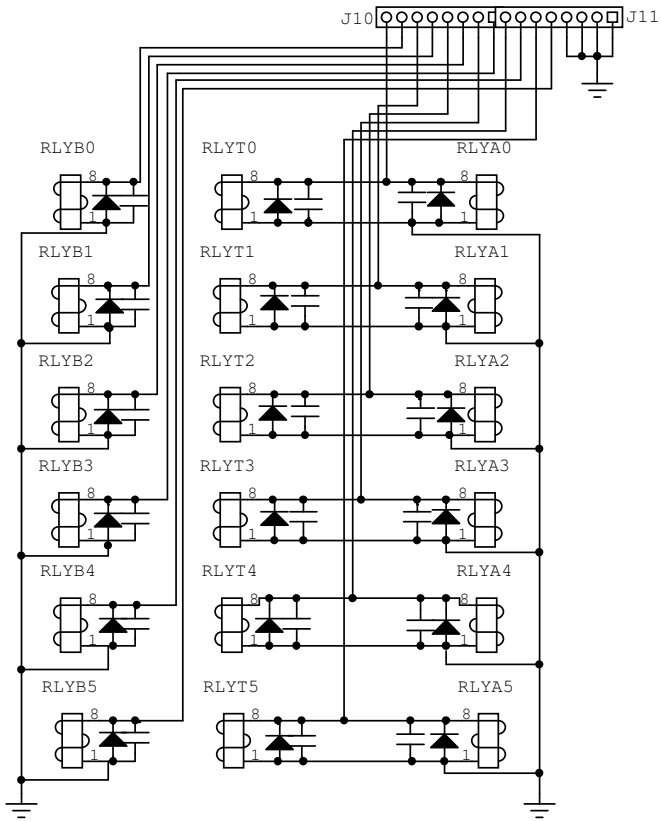 J10 J11
RLYB0 RLYT0 RLYA0
8 8 8
1 1 1
RLYB1 RLYT1 RLYA1
8 8 8
1 1 1
RLYB2 RLYT2 RLYA2
8 8 8
1 1 1
RLYB3 RLYT3 RLYA3
8 8 8
1 1 1
RLYB4 RLYT4 RLYA4
8 8 8
1 1 1
RLYB5 RLYT5 RLYA5
8 8 8
1 1 1